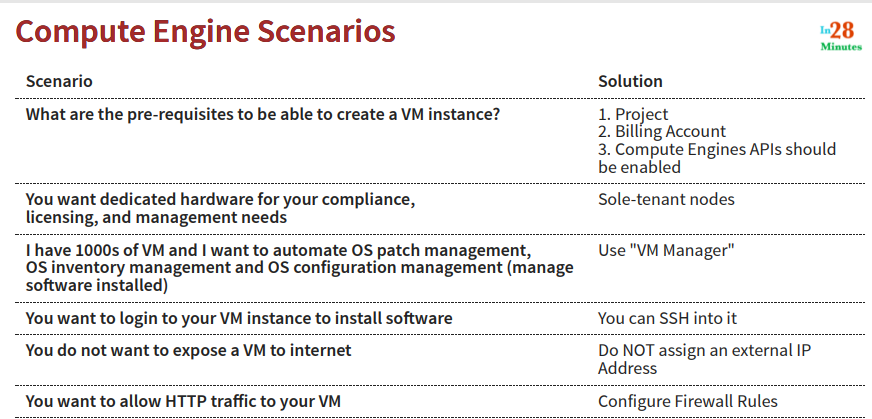 Compute Engine Scenarios
In28
Minutes
Scenario
Solution
What are the pre-requisites to be able to create a VM instance?
1. Project
2. Billing Account
3. Compute Engines APIs should
be enabled
You want dedicated hardware for your compliance,
licensing, and management needs
Sole-tenant nodes
I have 1000s of VM and I want to automate OS patch management,
OS inventory management and OS configuration management (manage
software installed)
Use "VM Manager"
You want to login to your VM instance to install software
You can SSH into it
You do not want to expose a VM to internet
Do NOT assign an external IP
Address
You want to allow HTTP traffic to your VM
Configure Firewall Rules